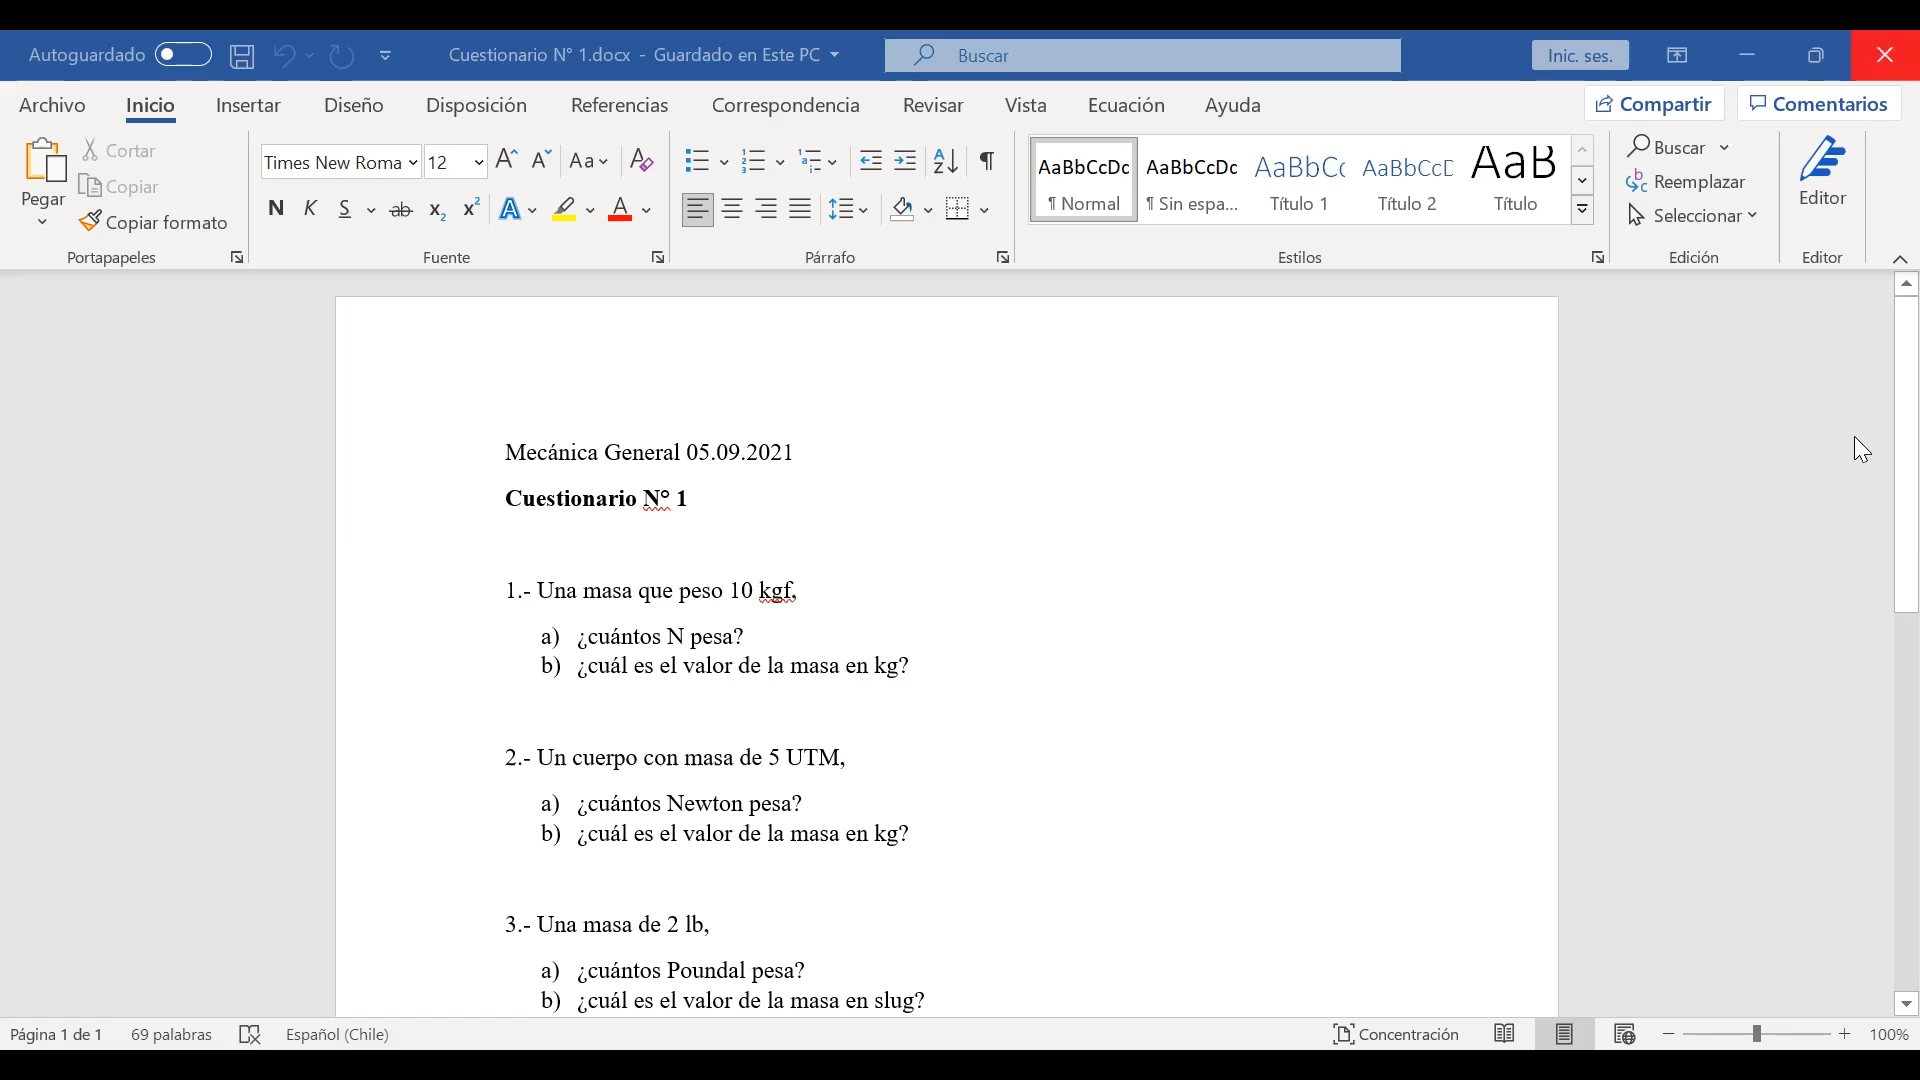 Autoguardado
Cuestionario N° 1.docx - Guardado en Este PC
Buscar
Inic. ses.
Archivo Inicio Insertar Diseño Disposición Referencias Correspondencia Revisar Vista Ecuación Ayuda
Compartir Comentarios
Pegar
Cortar
Copiar
Copiar formato
Portapapeles
Times New Roma 12
A A Aa A
N K S ab x₂ x² A A
Fuente
Párrafo
AaBbCcDc AaBbCcDc AaBbCc AaBbCcD AaB
¶ Normal ¶ Sin espa... Título 1 Título 2 Título
Estilos
Buscar
Reemplazar
Seleccionar
Edición
Editor
Editor
Mecánica General 05.09.2021
Cuestionario N° 1
1.- Una masa que peso 10 kgf,
a) ¿cuántos N pesa?
b) ¿cuál es el valor de la masa en kg?
2.- Un cuerpo con masa de 5 UTM,
a) ¿cuántos Newton pesa?
b) ¿cuál es el valor de la masa en kg?
3.- Una masa de 2 lb,
a) ¿cuántos Poundal pesa?
b) ¿cuál es el valor de la masa en slug?
Página 1 de 1 69 palabras Español (Chile) Concentración 100%